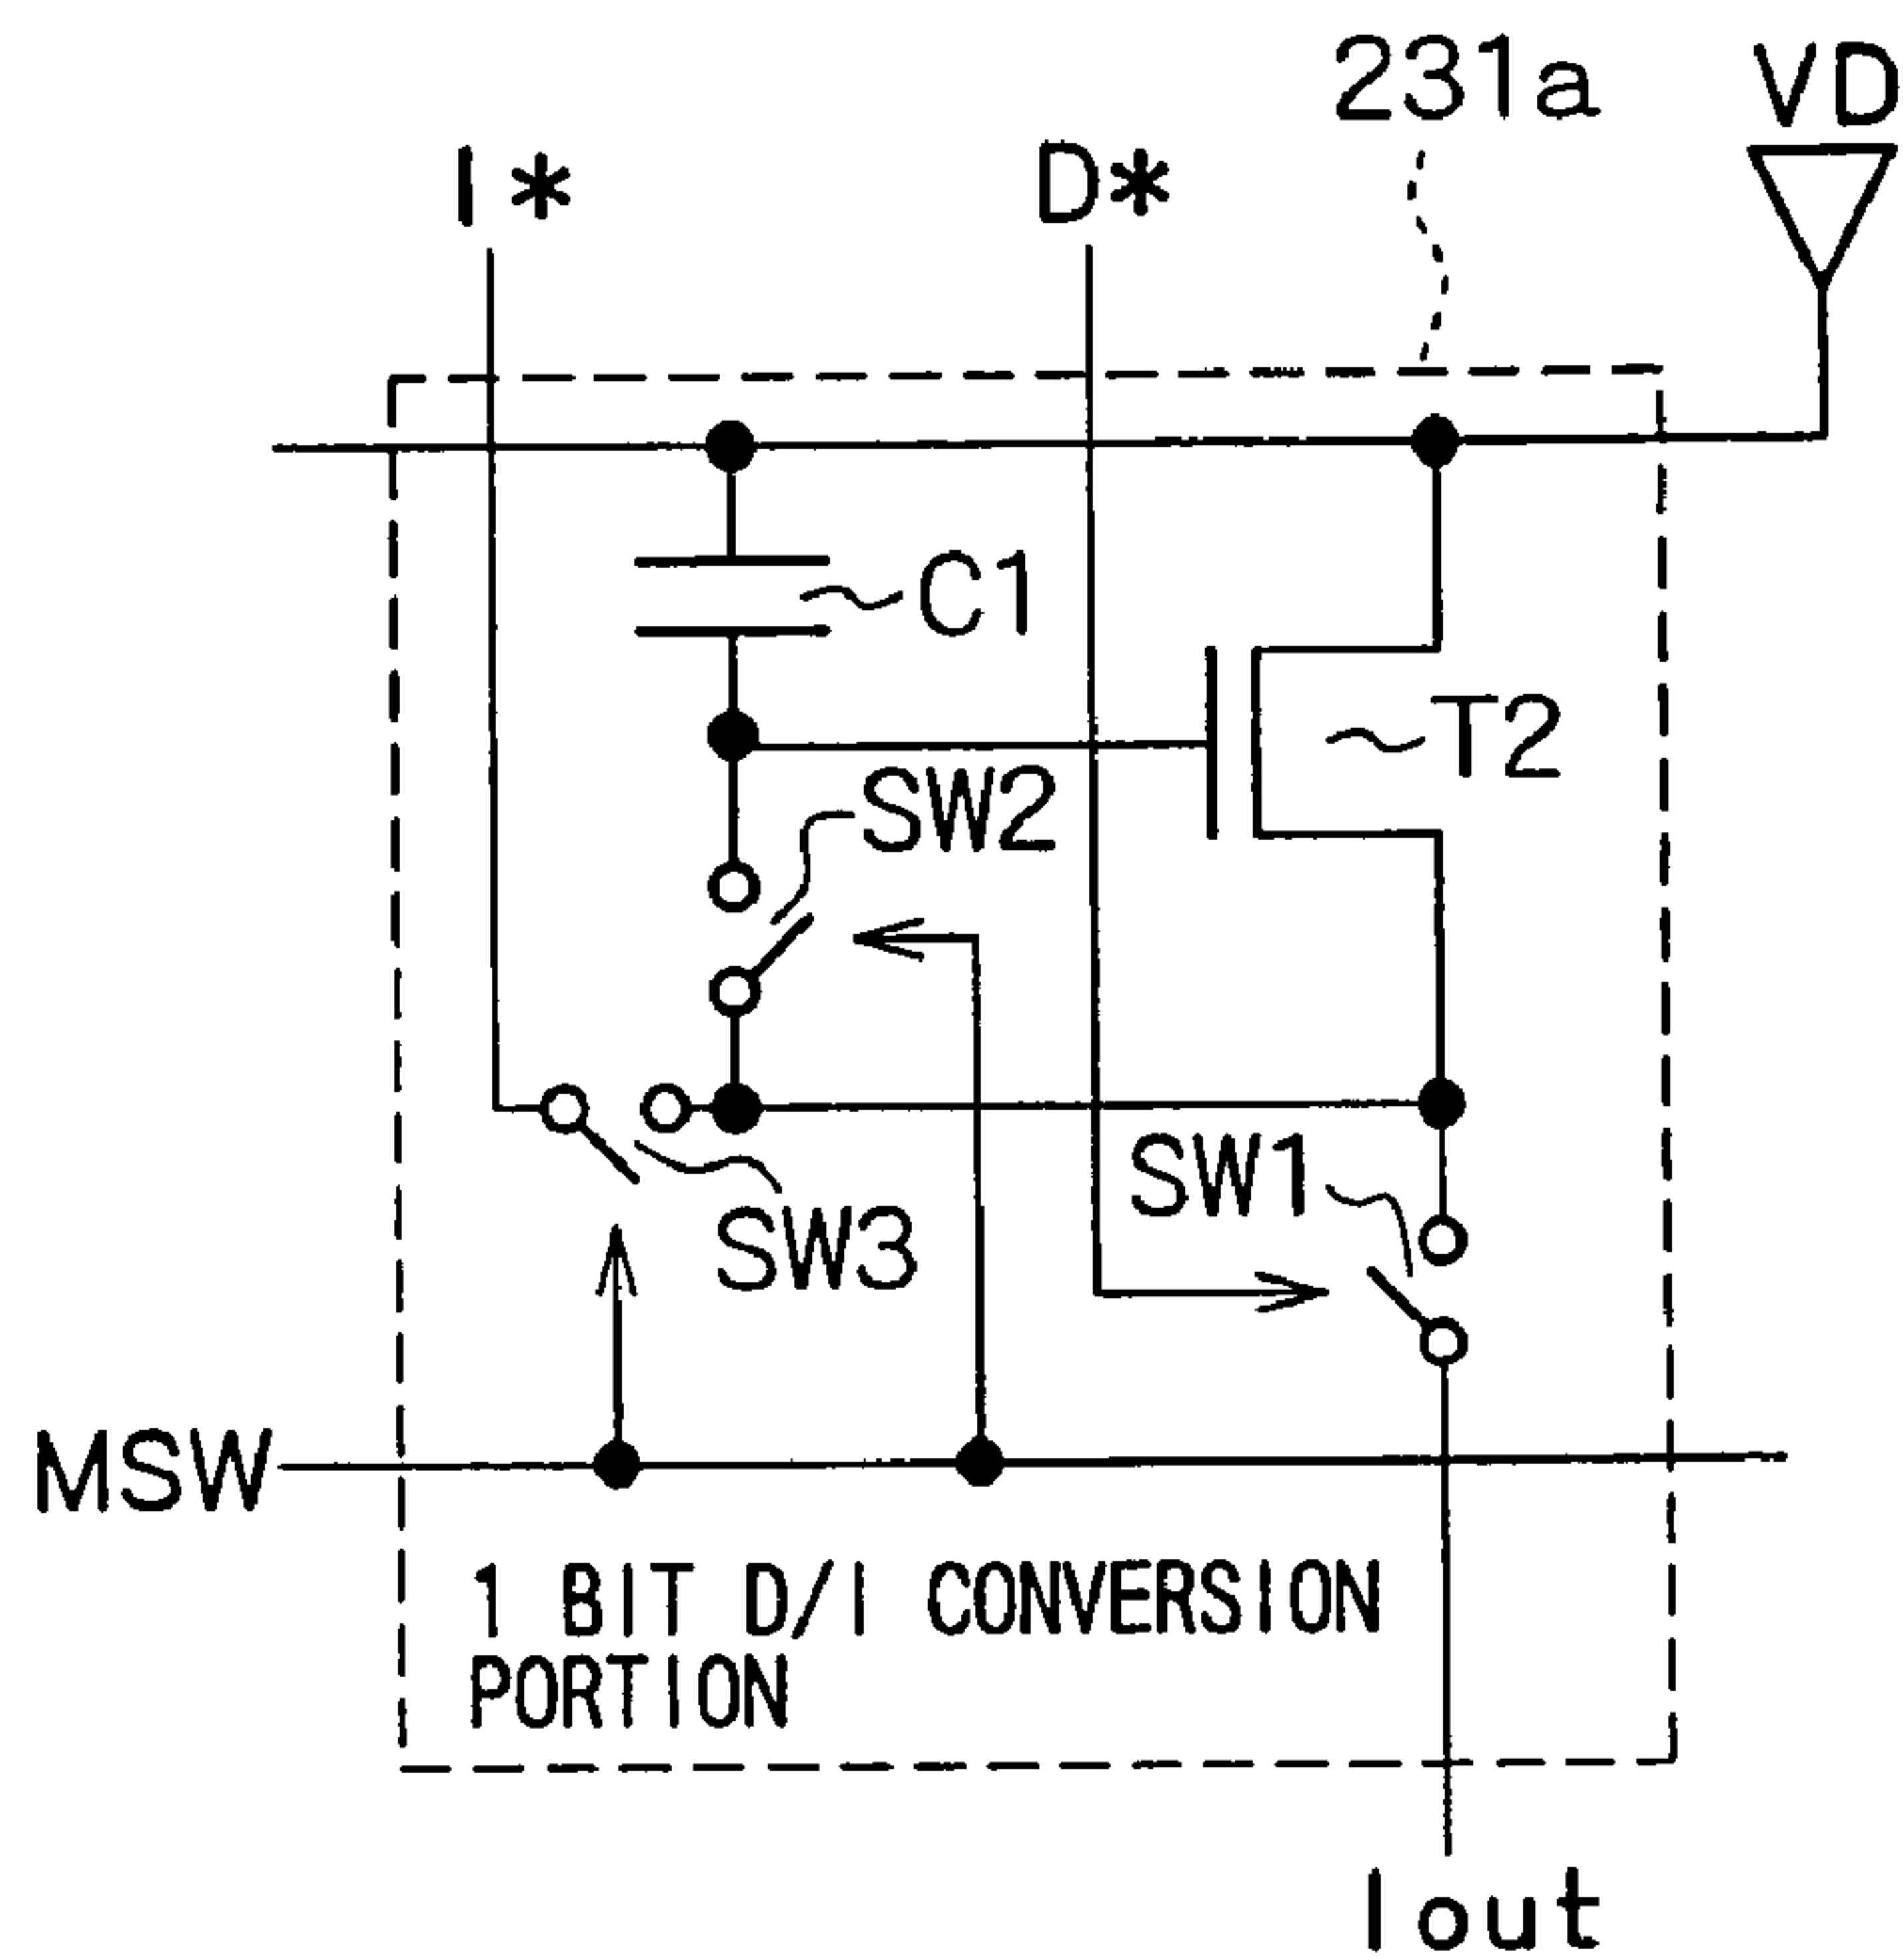 231a
VD
I*
D*
C1
T2
SW2
SW1
SW3
MSW
1 BIT D/I CONVERSION
PORTION
Iout